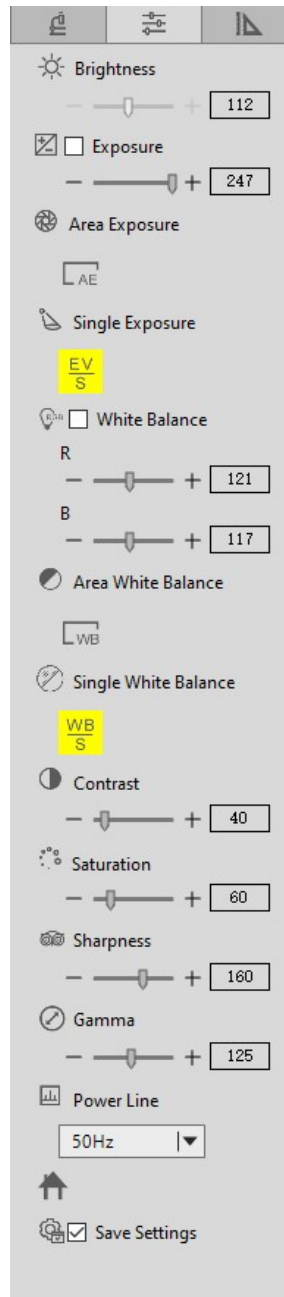 Brightness
112
Exposure
247
Area Exposure
AE
Single Exposure
EV
S
RGB
White Balance
R
121
B
117
Area White Balance
WB
Single White Balance
WB
S
Contrast
40
Saturation
60
Sharpness
160
Gamma
125
Power Line
50Hz
Save Settings